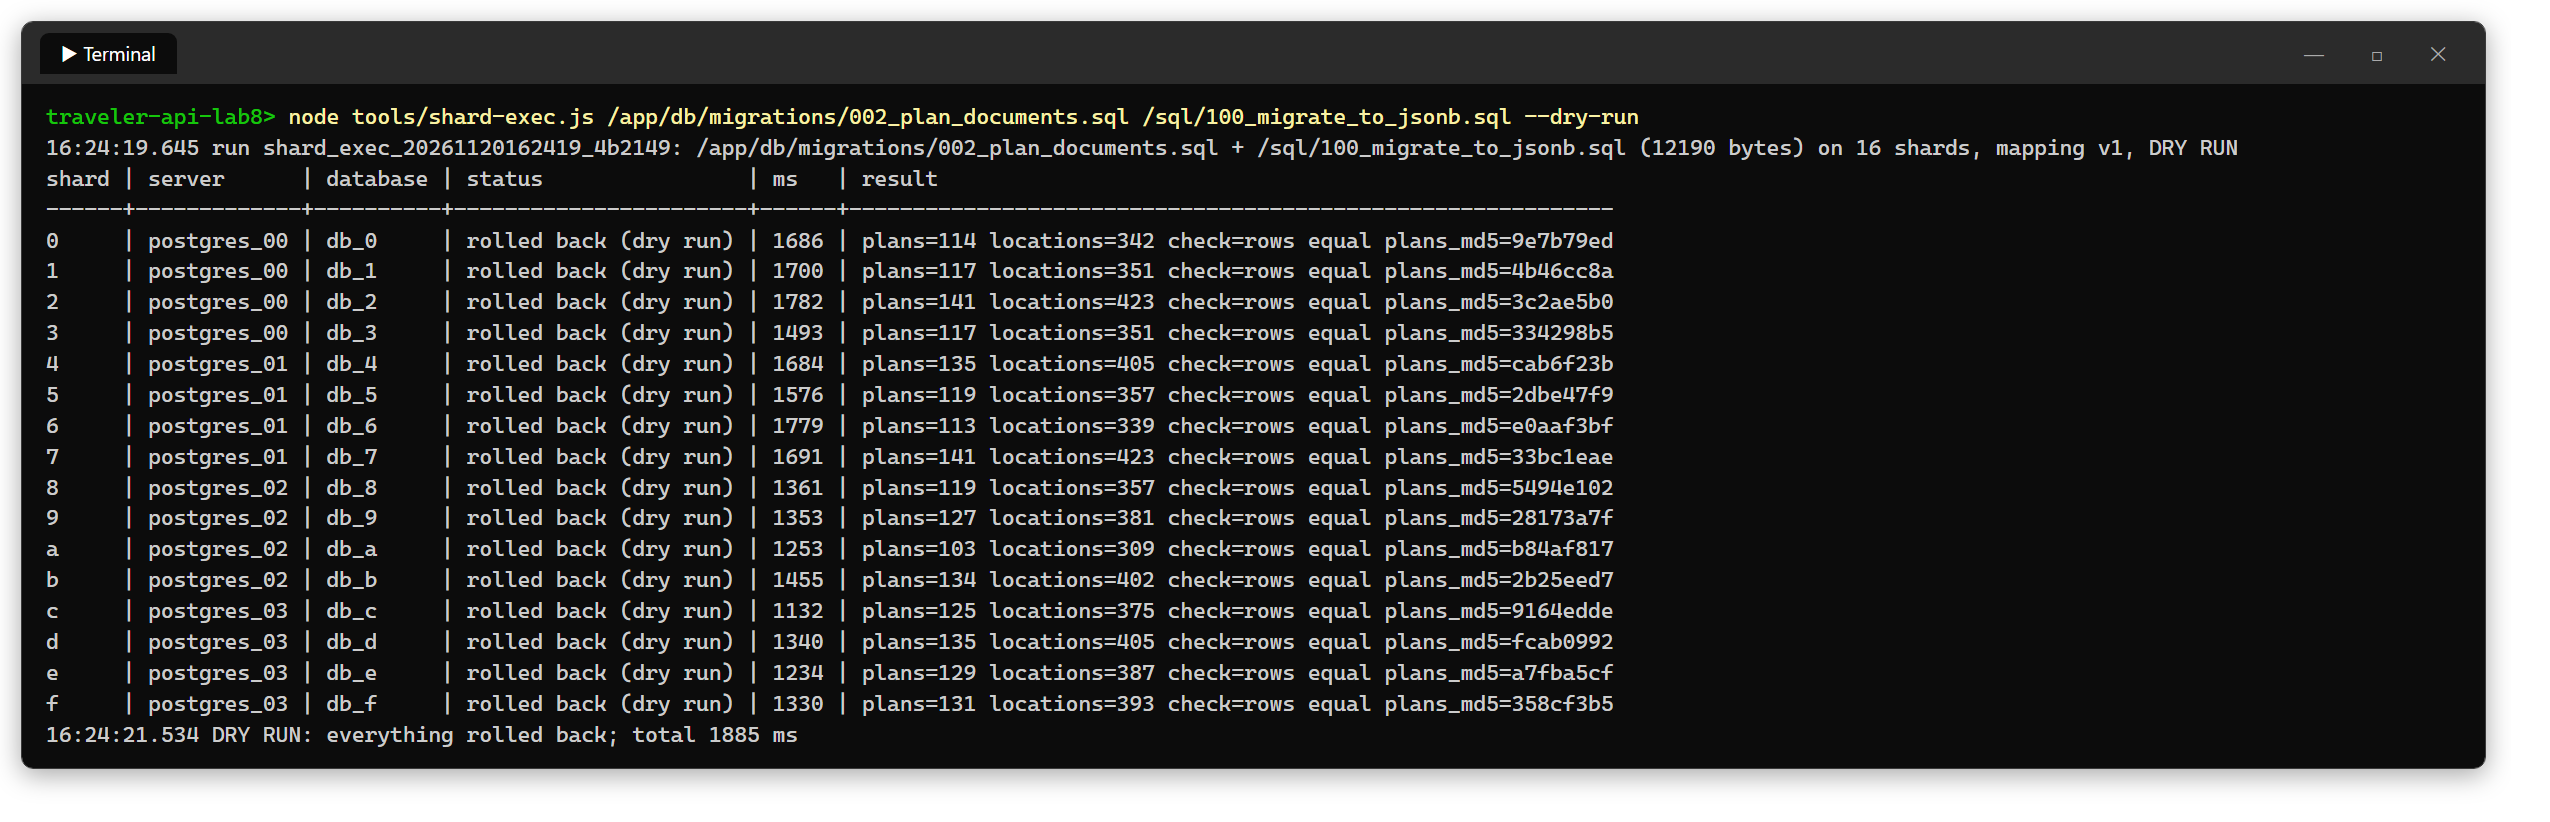 ▶ Terminal
traveler-api-lab8> node tools/shard-exec.js /app/db/migrations/002_plan_documents.sql /sql/100_migrate_to_jsonb.sql --dry-run
16:24:19.645 run shard_exec_20261120162419_4b2149: /app/db/migrations/002_plan_documents.sql + /sql/100_migrate_to_jsonb.sql (12190 bytes) on 16 shards, mapping v1, DRY RUN
shard | server      | database | status                | ms   | result
------+-------------+----------+-----------------------+------+------------------------------------------------------------
0     | postgres_00 | db_0     | rolled back (dry run) | 1686 | plans=114 locations=342 check=rows equal plans_md5=9e7b79ed
1     | postgres_00 | db_1     | rolled back (dry run) | 1700 | plans=117 locations=351 check=rows equal plans_md5=4b46cc8a
2     | postgres_00 | db_2     | rolled back (dry run) | 1782 | plans=141 locations=423 check=rows equal plans_md5=3c2ae5b0
3     | postgres_00 | db_3     | rolled back (dry run) | 1493 | plans=117 locations=351 check=rows equal plans_md5=334298b5
4     | postgres_01 | db_4     | rolled back (dry run) | 1684 | plans=135 locations=405 check=rows equal plans_md5=cab6f23b
5     | postgres_01 | db_5     | rolled back (dry run) | 1576 | plans=119 locations=357 check=rows equal plans_md5=2dbe47f9
6     | postgres_01 | db_6     | rolled back (dry run) | 1779 | plans=113 locations=339 check=rows equal plans_md5=e0aaf3bf
7     | postgres_01 | db_7     | rolled back (dry run) | 1691 | plans=141 locations=423 check=rows equal plans_md5=33bc1eae
8     | postgres_02 | db_8     | rolled back (dry run) | 1361 | plans=119 locations=357 check=rows equal plans_md5=5494e102
9     | postgres_02 | db_9     | rolled back (dry run) | 1353 | plans=127 locations=381 check=rows equal plans_md5=28173a7f
a     | postgres_02 | db_a     | rolled back (dry run) | 1253 | plans=103 locations=309 check=rows equal plans_md5=b84af817
b     | postgres_02 | db_b     | rolled back (dry run) | 1455 | plans=134 locations=402 check=rows equal plans_md5=2b25eed7
c     | postgres_03 | db_c     | rolled back (dry run) | 1132 | plans=125 locations=375 check=rows equal plans_md5=9164edde
d     | postgres_03 | db_d     | rolled back (dry run) | 1340 | plans=135 locations=405 check=rows equal plans_md5=fcab0992
e     | postgres_03 | db_e     | rolled back (dry run) | 1234 | plans=129 locations=387 check=rows equal plans_md5=a7fba5cf
f     | postgres_03 | db_f     | rolled back (dry run) | 1330 | plans=131 locations=393 check=rows equal plans_md5=358cf3b5
16:24:21.534 DRY RUN: everything rolled back; total 1885 ms